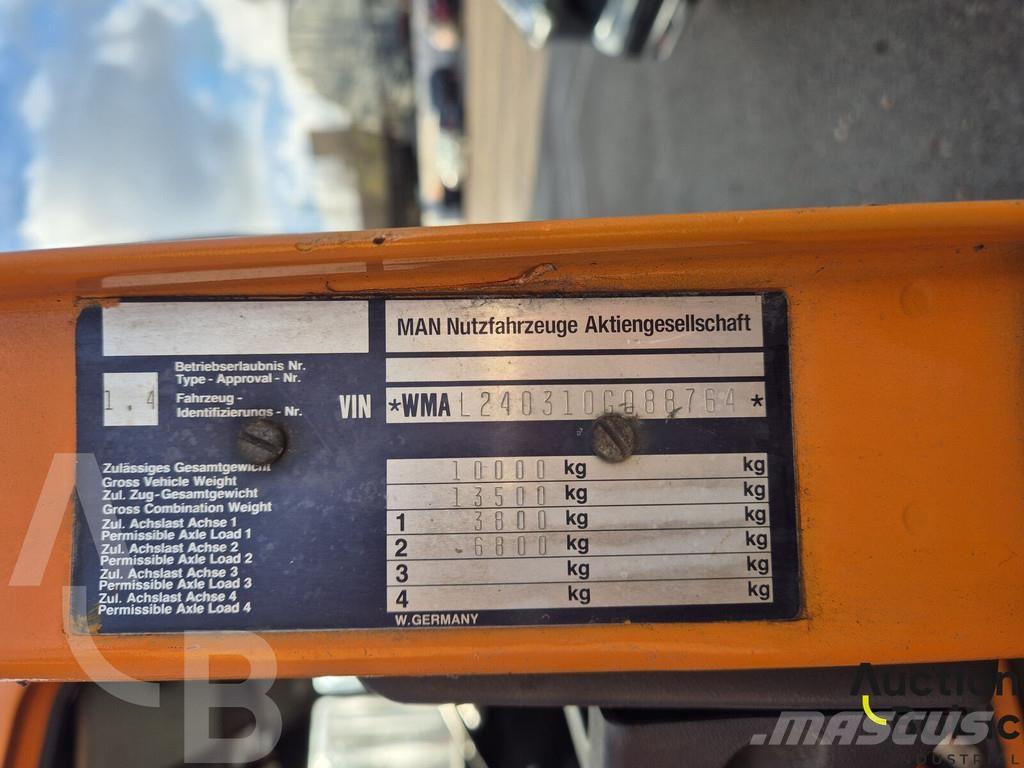 MAN Nutzfahrzeuge Aktiengesellschaft
Betriebserlaubnis Nr.
Type - Approval - Nr.
1.4
Fahrzeug -
Identifizierungs - Nr.
VIN
*WMA L240310G088764 *
Zulässiges Gesamtgewicht 10000 kg kg
Gross Vehicle Weight
Zul. Zug-Gesamtgewicht 13500 kg kg
Gross Combination Weight
Zul. Achslast Achse 1 1 3800 kg kg
Permissible Axle Load 1
Zul. Achslast Achse 2 2 6800 kg kg
Permissible Axle Load 2
Zul. Achslast Achse 3 3 kg kg
Permissible Axle Load 3
Zul. Achslast Achse 4 4 kg kg
Permissible Axle Load 4
W. GERMANY
AB
Auction
MASCUS